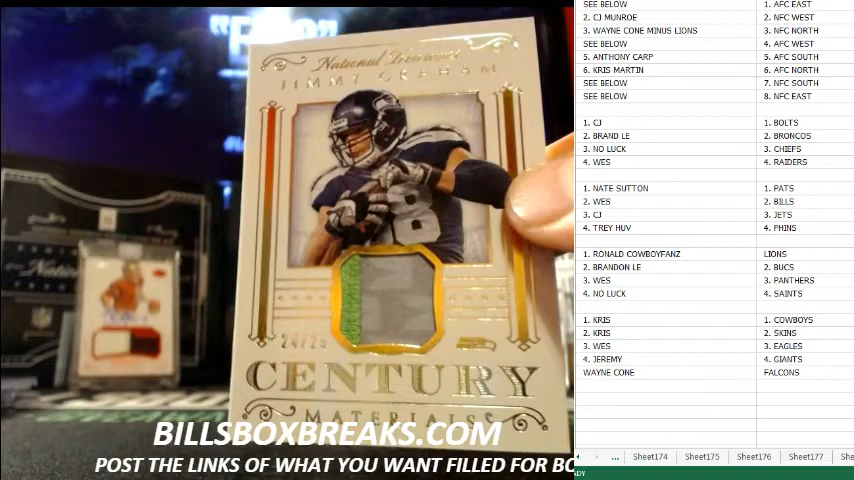 National Treasures
JIMMY GRAHAM
8
24/25
CENTURY
MATERIALS
BILLSBOXBREAKS.COM
POST THE LINKS OF WHAT YOU WANT FILLED FOR BO
SEE BELOW 1. AFC EAST
2. CJ MUNROE 2. NFC WEST
3. WAYNE CONE MINUS LIONS 3. NFC NORTH
SEE BELOW 4. AFC WEST
5. ANTHONY CARP 5. AFC SOUTH
6. KRIS MARTIN 6. AFC NORTH
SEE BELOW 7. NFC SOUTH
SEE BELOW 8. NFC EAST
1. CJ 1. BOLTS
2. BRAND LE 2. BRONCOS
3. NO LUCK 3. CHIEFS
4. WES 4. RAIDERS
1. NATE SUTTON 1. PATS
2. WES 2. BILLS
3. CJ 3. JETS
4. TREY HUV 4. PHINS
1. RONALD COWBOYFANZ LIONS
2. BRANDON LE 2. BUCS
3. WES 3. PANTHERS
4. NO LUCK 4. SAINTS
1. KRIS 1. COWBOYS
2. KRIS 2. SKINS
3. WES 3. EAGLES
4. JEREMY 4. GIANTS
WAYNE CONE FALCONS
... Sheet174 Sheet175 Sheet176 Sheet177 She